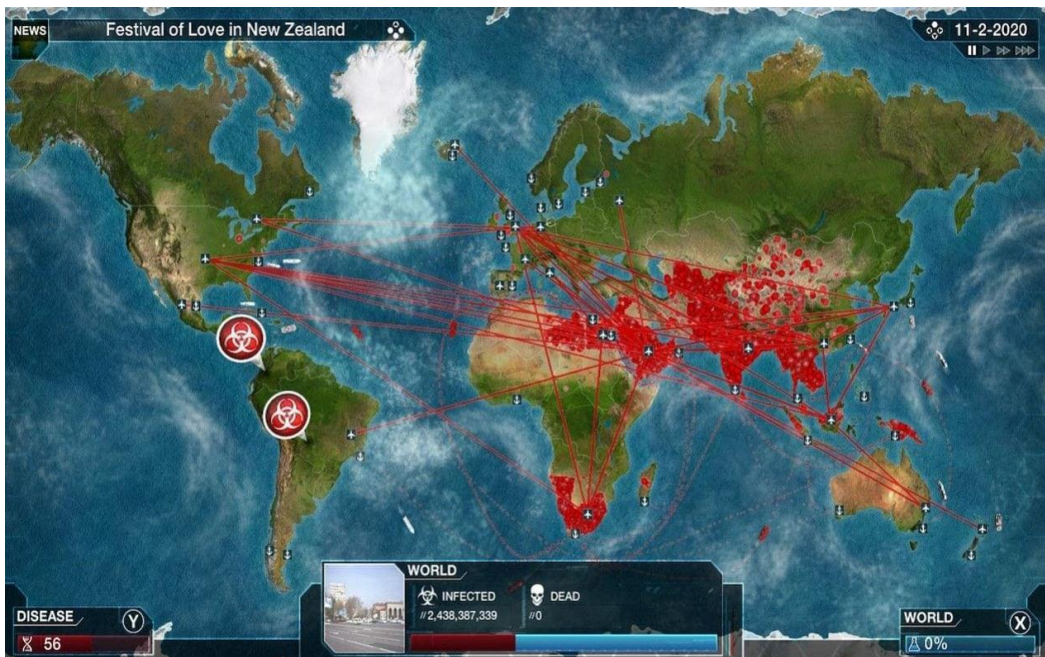 NEWS
Festival of Love in New Zealand
11-2-2020
WORLD
INFECTED
DEAD
//2,438,387,339
//0
DISEASE
Y
56
WORLD
X
0%